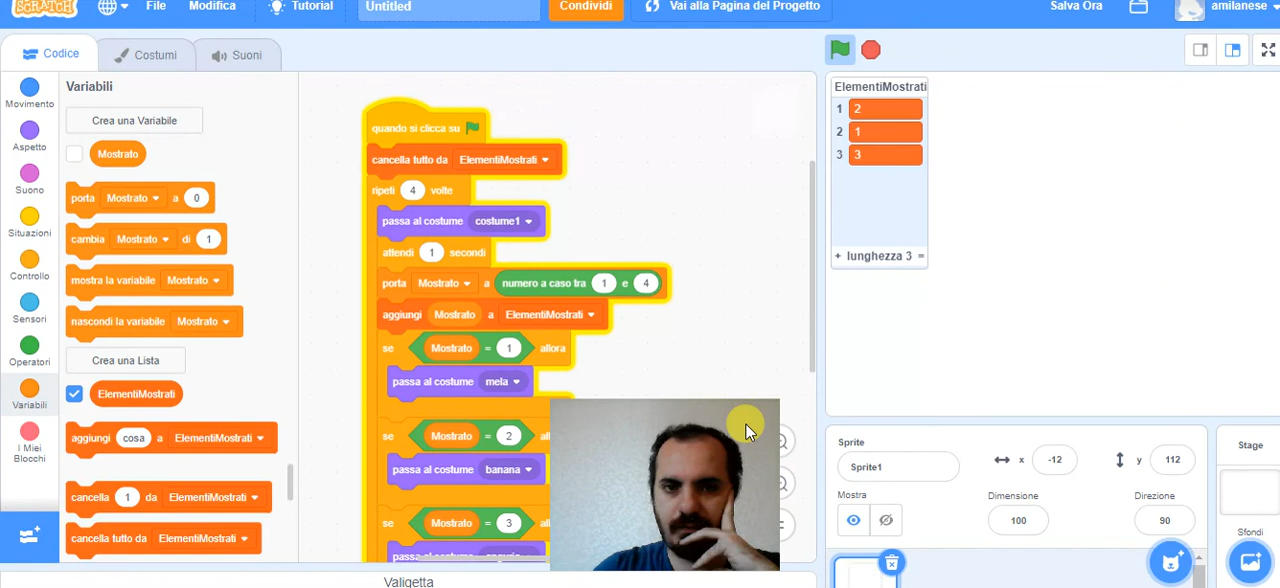 SCRATCH
File
Modifica
Tutorial
Untitled
Condividi
Vai alla Pagina del Progetto
Salva Ora
amilanese
Codice
Costumi
Suoni
Movimento
Aspetto
Suono
Situazioni
Controllo
Sensori
Operatori
Variabili
I Miei
Blocchi
Variabili
Crea una Variabile
Mostrato
porta Mostrato a 0
cambia Mostrato di 1
mostra la variabile Mostrato
nascondi la variabile Mostrato
Crea una Lista
ElementiMostrati
aggiungi cosa a ElementiMostrati
cancella 1 da ElementiMostrati
cancella tutto da ElementiMostrati
quando si clicca su
cancella tutto da ElementiMostrati
ripeti 4 volte
passa al costume costume1
attendi 1 secondi
porta Mostrato a numero a caso tra 1 e 4
aggiungi Mostrato a ElementiMostrati
se Mostrato = 1 allora
passa al costume mela
se Mostrato = 2 al
passa al costume banana
se Mostrato = 3 al
passa al costume
Valigetta
ElementiMostrati
1 2
2 1
3 3
+ lunghezza 3 =
Sprite
Sprite1
x -12
y 112
Mostra
Dimensione
100
Direzione
90
Stage
Sfondi